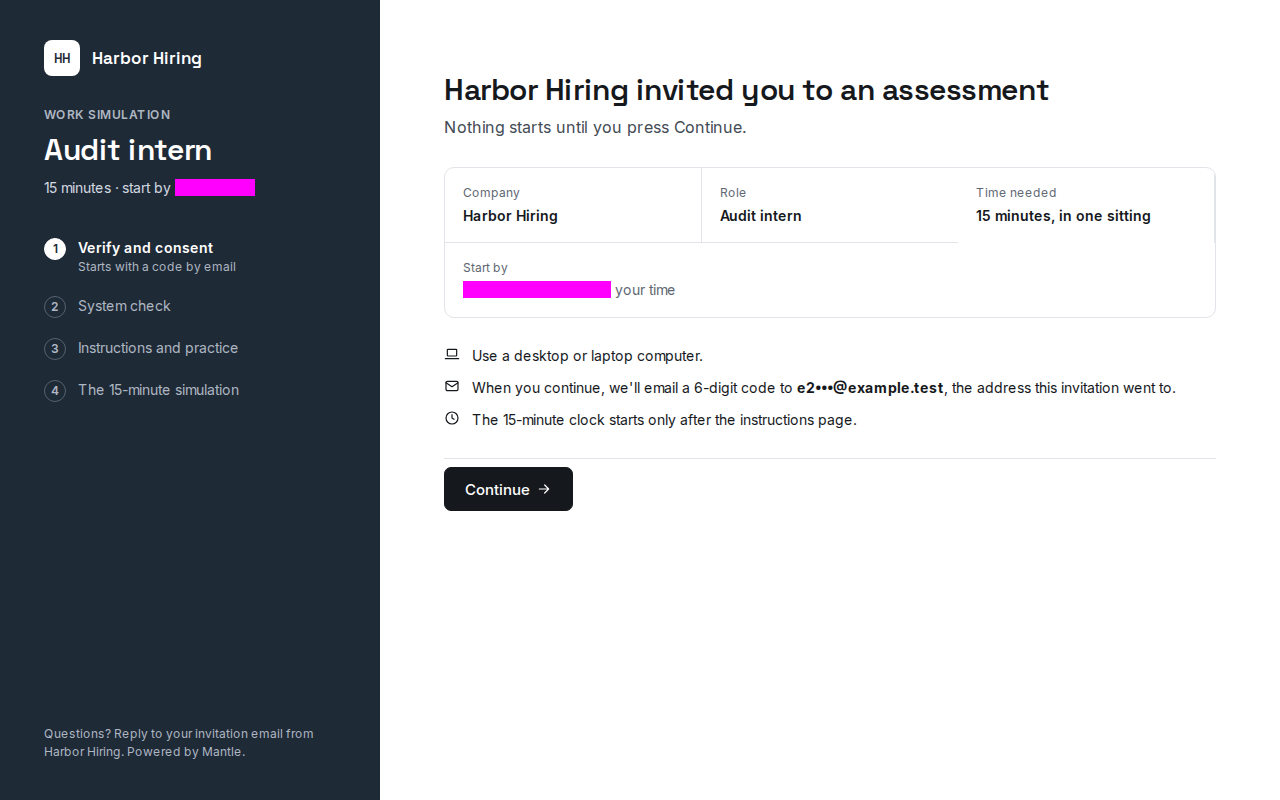 HH
Harbor Hiring
WORK SIMULATION
Audit intern
15 minutes · start by
1
Verify and consent
Starts with a code by email
2
System check
3
Instructions and practice
4
The 15-minute simulation
Questions? Reply to your invitation email from
Harbor Hiring. Powered by Mantle.
Harbor Hiring invited you to an assessment
Nothing starts until you press Continue.
Company
Harbor Hiring
Role
Audit intern
Time needed
15 minutes, in one sitting
Start by
your time
Use a desktop or laptop computer.
When you continue, we'll email a 6-digit code to e2•••@example.test, the address this invitation went to.
The 15-minute clock starts only after the instructions page.
Continue →